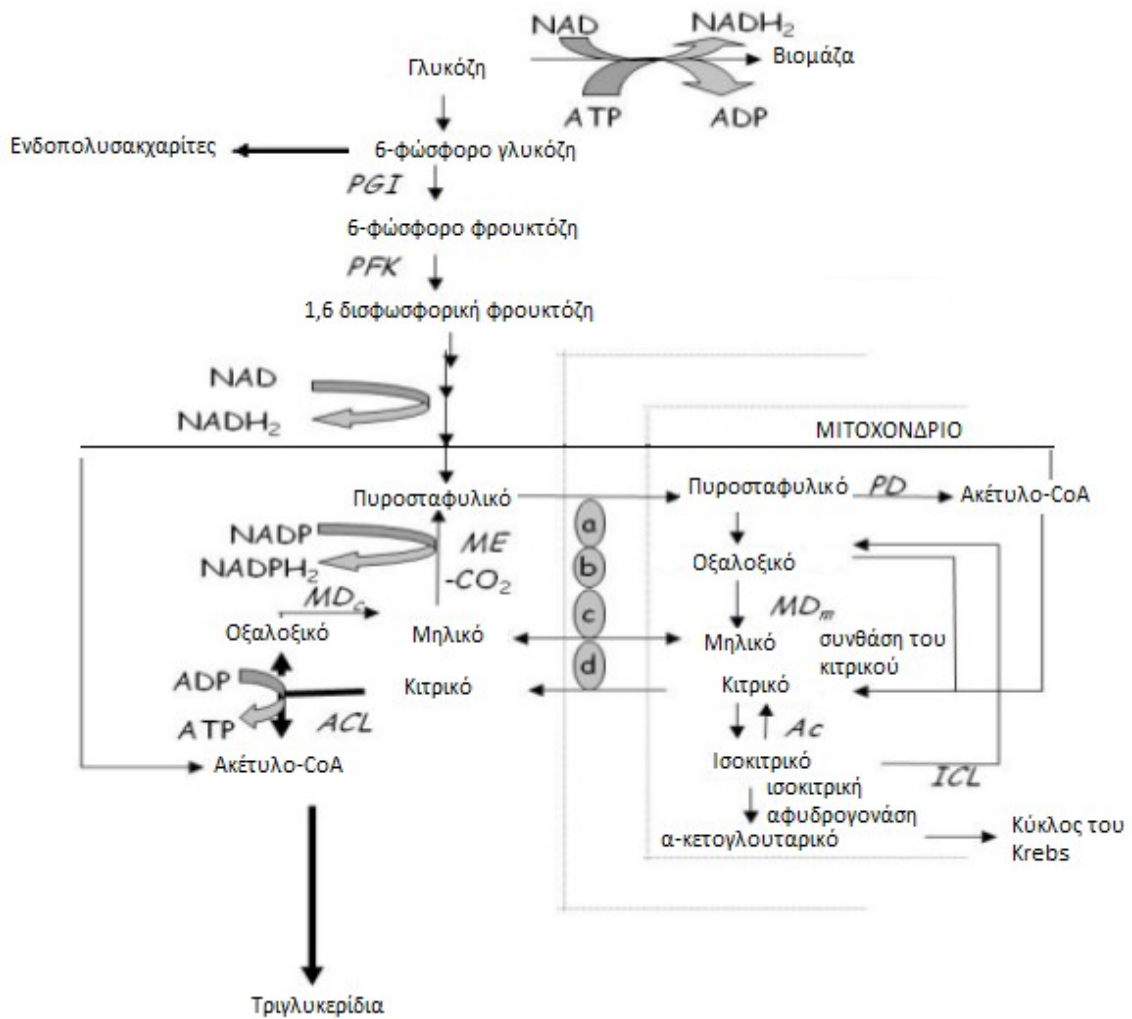 NAD NADH₂
Γλυκόζη Βιομάζα
ATP ADP
Ενδοπολυσακχαρίτες 6-φώσφορο γλυκόζη
PGI
6-φώσφορο φρουκτόζη
PFK
1,6 δισφωσφορική φρουκτόζη
NAD
NADH₂
ΜΙΤΟΧΟΝΔΡΙΟ
Πυροσταφυλικό Πυροσταφυλικό PD Ακέτυλο-CoA
a
NADP ME
NADPH₂ -CO₂ b Οξαλοξικό
MDc c MDm
Οξαλοξικό Μηλικό Μηλικό συνθάση του
κιτρικού
d
ADP Κιτρικό Κιτρικό
ATP ACL Ac
Ακέτυλο-CoA Ισοκιτρικό ICL
ισοκιτρική
αφυδρογονάση
α-κετογλουταρικό Κύκλος του
Krebs
Τριγλυκερίδια